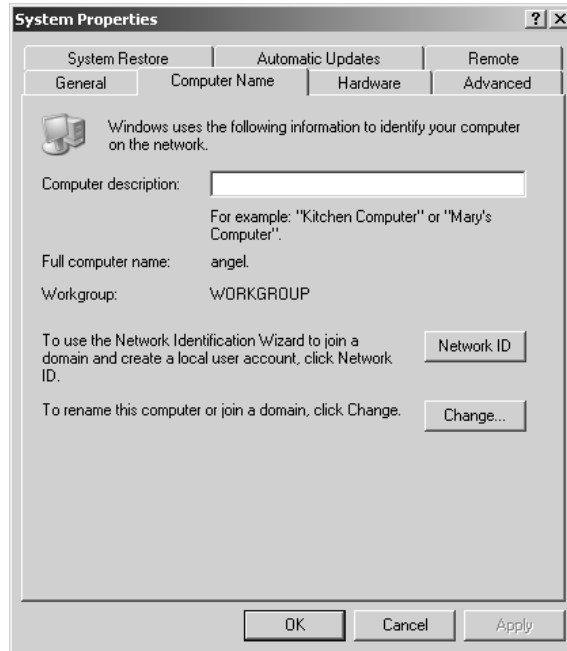 System Properties
? X
System Restore Automatic Updates Remote
General Computer Name Hardware Advanced
Windows uses the following information to identify your computer
on the network.
Computer description:
For example: "Kitchen Computer" or "Mary's
Computer".
Full computer name: angel.
Workgroup: WORKGROUP
To use the Network Identification Wizard to join a
domain and create a local user account, click Network
ID.
Network ID
To rename this computer or join a domain, click Change.
Change...
OK Cancel Apply